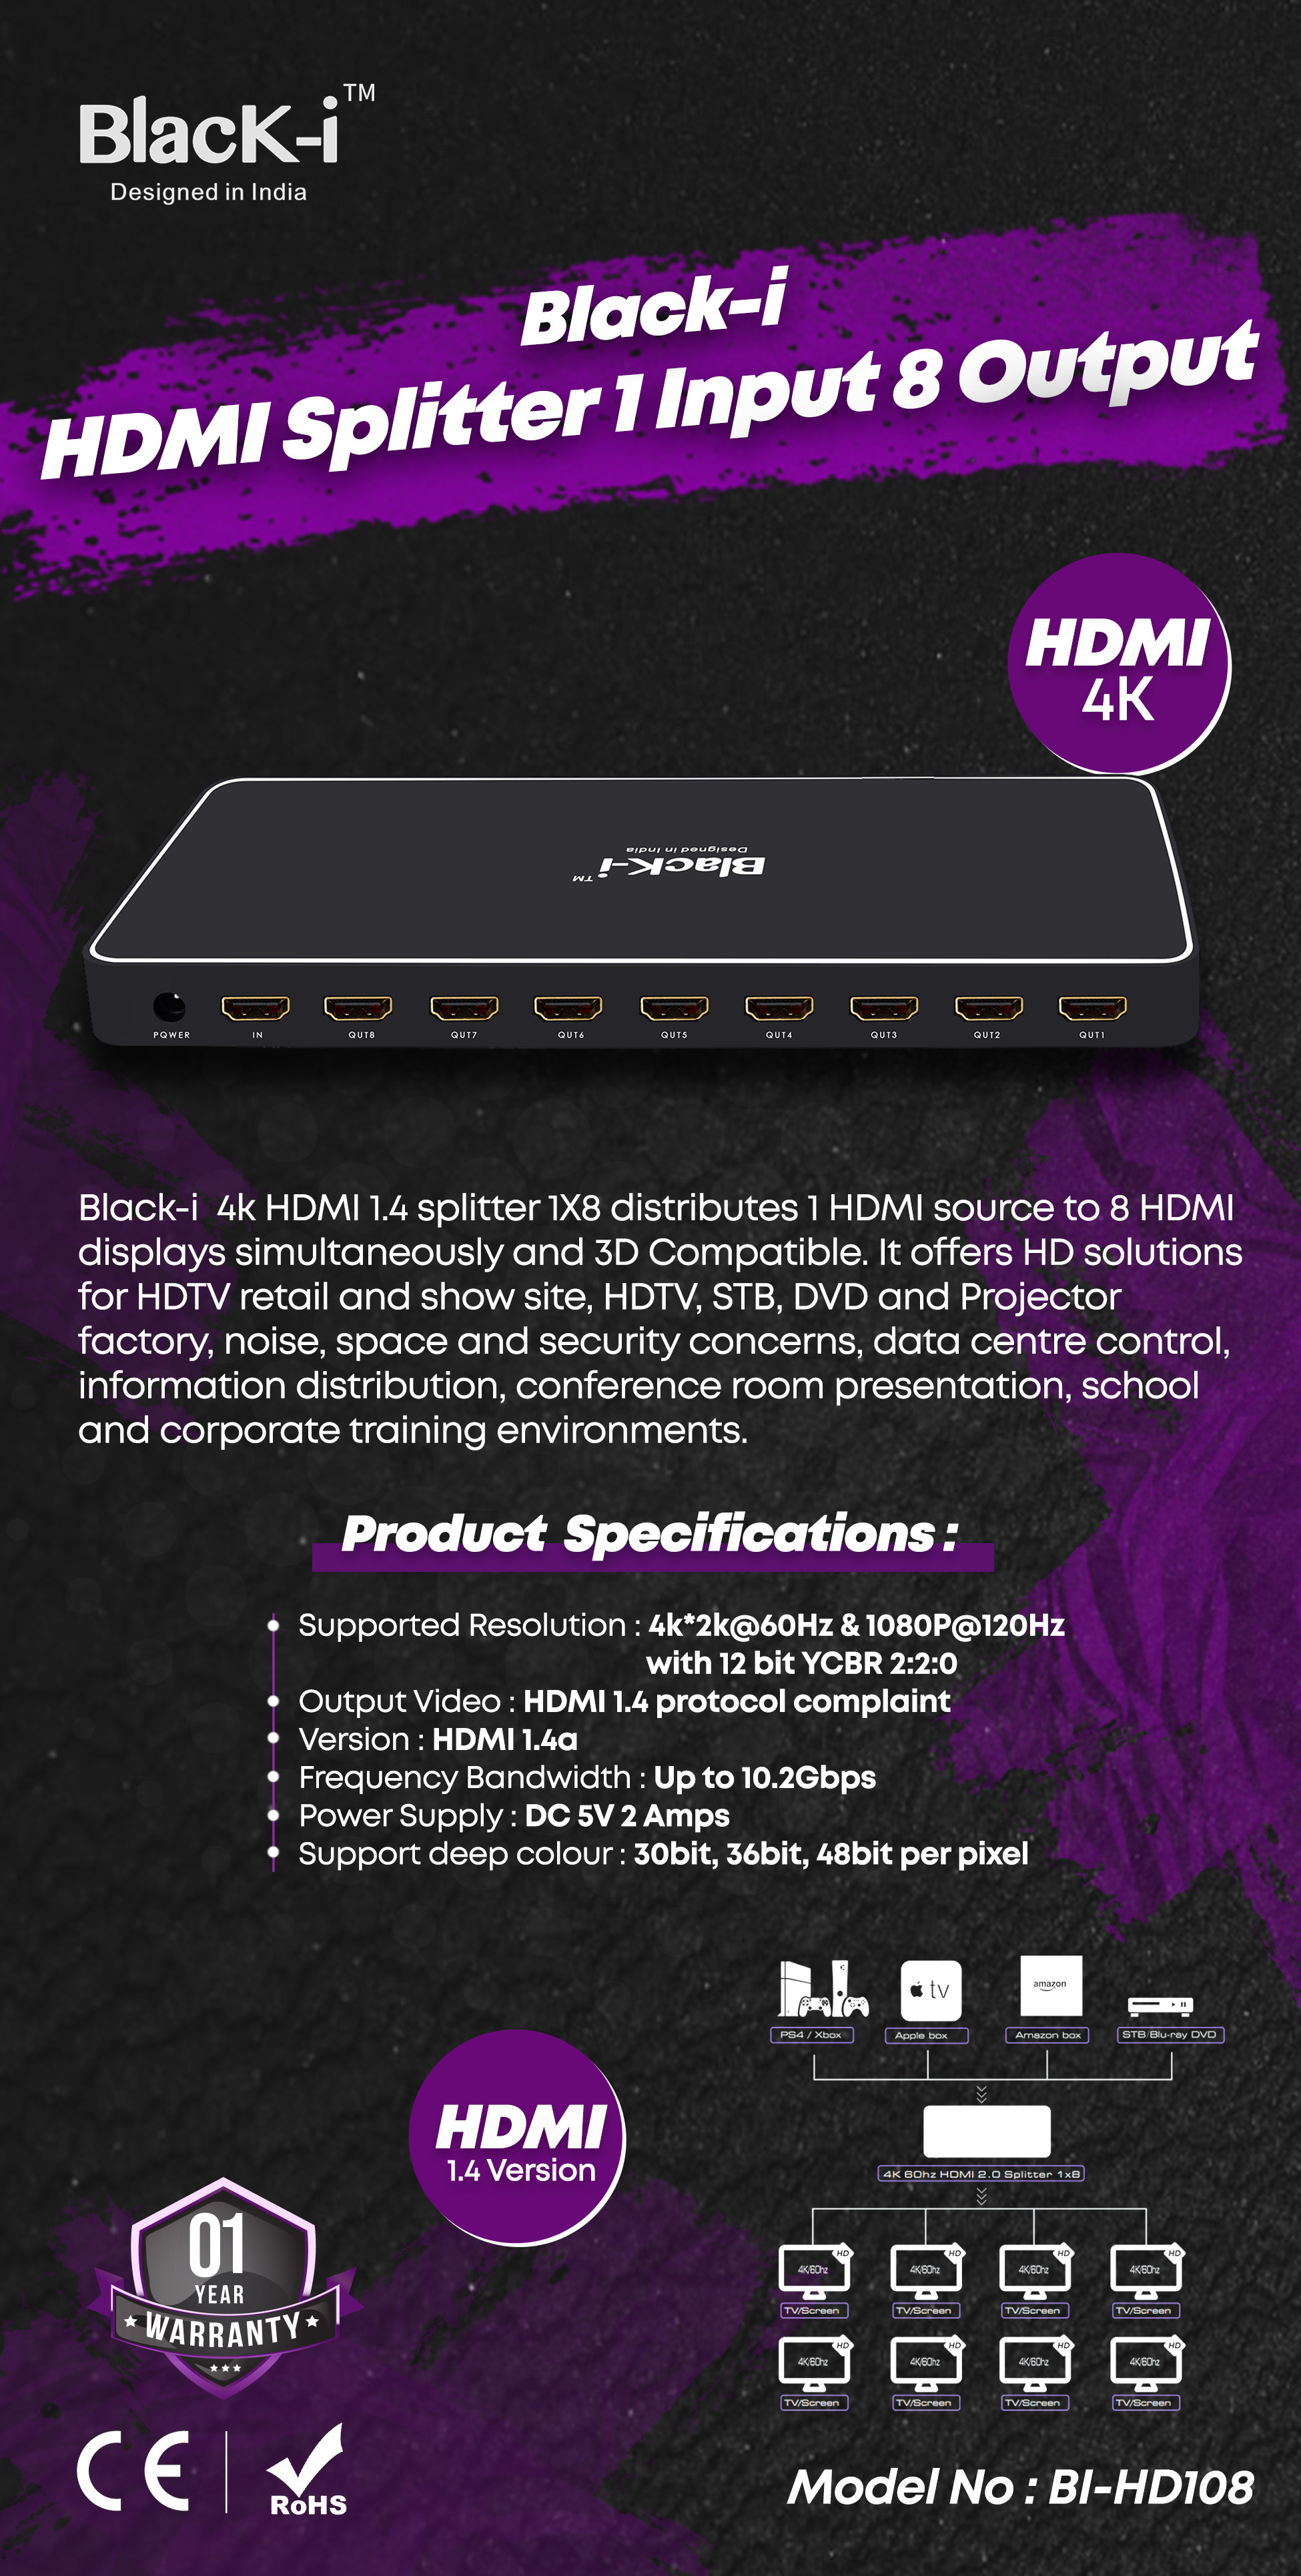 BlacK-i™
Designed in India
Black-i
HDMI Splitter 1 Input 8 Output
HDMI
4K
Designed in India
BlacK-i™
PQWER IN QUT8 QUT7 QUT6 QUT5 QUT4 QUT3 QUT2 QUT1
Black-i 4k HDMI 1.4 splitter 1X8 distributes 1 HDMI source to 8 HDMI
displays simultaneously and 3D Compatible. It offers HD solutions
for HDTV retail and show site, HDTV, STB, DVD and Projector
factory, noise, space and security concerns, data centre control,
information distribution, conference room presentation, school
and corporate training environments.
Product Specifications :
Supported Resolution : 4k*2k@60Hz & 1080P@120Hz
with 12 bit YCBR 2:2:0
Output Video : HDMI 1.4 protocol complaint
Version : HDMI 1.4a
Frequency Bandwidth : Up to 10.2Gbps
Power Supply : DC 5V 2 Amps
Support deep colour : 30bit, 36bit, 48bit per pixel
tv
amazon
PS4 / Xbox Apple box Amazon box STB/Blu-ray DVD
HDMI
1.4 Version
4K 60hz HDMI 2.0 Splitter 1x8
HD HD HD HD
4K/60hz 4K/60hz 4K/60hz 4K/60hz
TV/Screen TV/Screen TV/Screen TV/Screen
HD HD HD HD
4K/60hz 4K/60hz 4K/60hz 4K/60hz
TV/Screen TV/Screen TV/Screen TV/Screen
01
YEAR
WARRANTY
CE
RoHS
Model No : BI-HD108